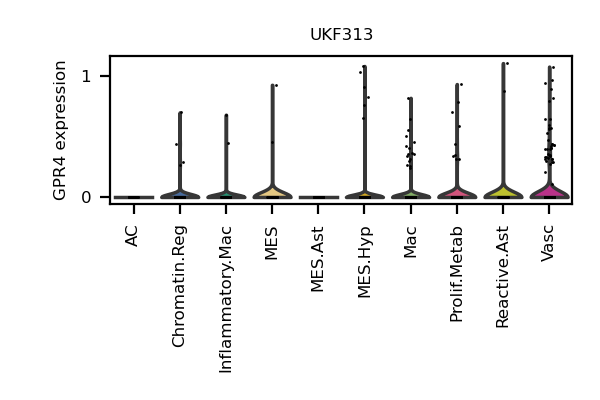 UKF313
GPR4 expression
1
0
AC
Chromatin.Reg
Inflammatory.Mac
MES
MES.Ast
MES.Hyp
Mac
Prolif.Metab
Reactive.Ast
Vasc